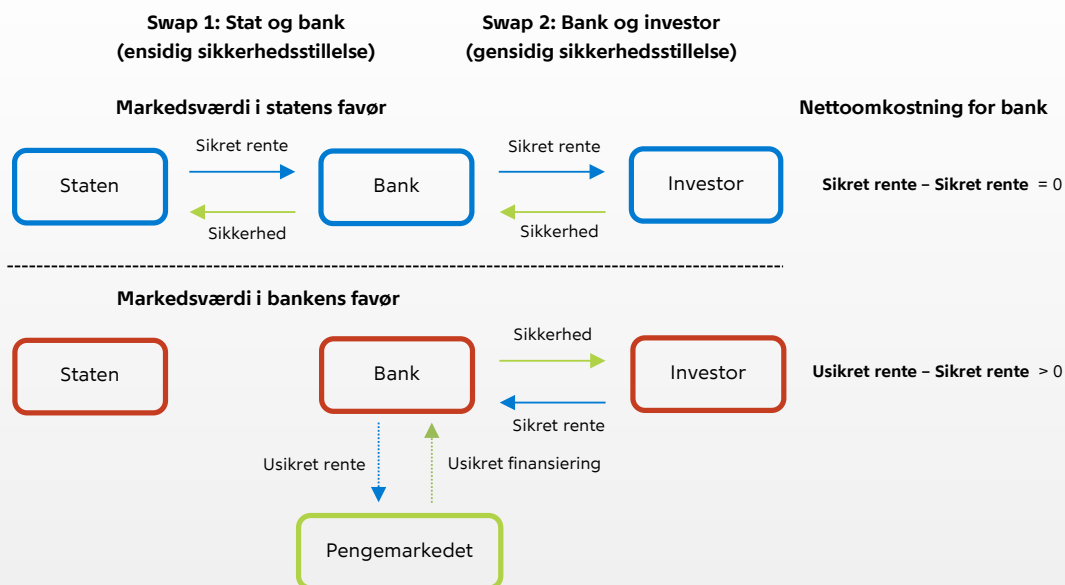 Swap 1: Stat og bank
(ensidig sikkerhedsstillelse)
Swap 2: Bank og investor
(gensidig sikkerhedsstillelse)
Markedsværdi i statens favør
Nettoomkostning for bank
Sikret rente
Sikret rente
Staten
Bank
Investor
Sikret rente – Sikret rente = 0
Sikkerhed
Sikkerhed
Markedsværdi i bankens favør
Sikkerhed
Staten
Bank
Investor
Usikret rente – Sikret rente > 0
Sikret rente
Usikret rente
Usikret finansiering
Pengemarkedet